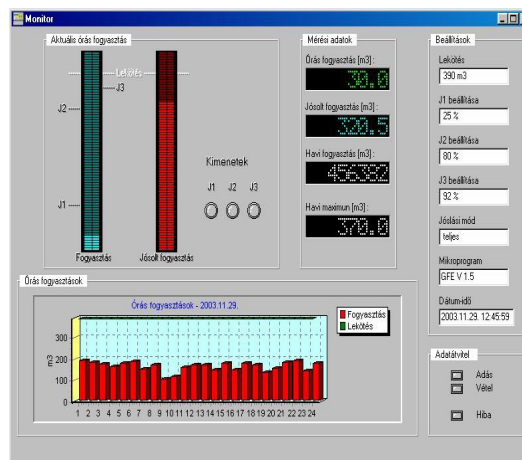 Monitor
Aktuális órás fogyasztás
Lekötés
J3
J2
J1
Fogyasztás
Jósolt fogyasztás
Kimenetek
J1 J2 J3
Mérési adatok
Órás fogyasztás [m3] :
30.0
Jósolt fogyasztás [m3] :
320.5
Havi fogyasztás [m3] :
456382
Havi maximun [m3] :
370.0
Beállítások
Lekötés
390 m3
J1 beállítása
25 %
J2 beállítása
80 %
J3 beállítása
92 %
Jóslási mód
teljes
Mikroprogram
GFE V 1.5
Dátum-idő
2003.11.29. 12:45:59
Órás fogyasztások
Órás fogyasztások - 2003.11.29.
Fogyasztás
Lekötés
m3
300
200
100
0
1 2 3 4 5 6 7 8 9 10 11 12 13 14 15 16 17 18 19 20 21 22 23 24
Adatátvitel
Adás
Vétel
Hiba